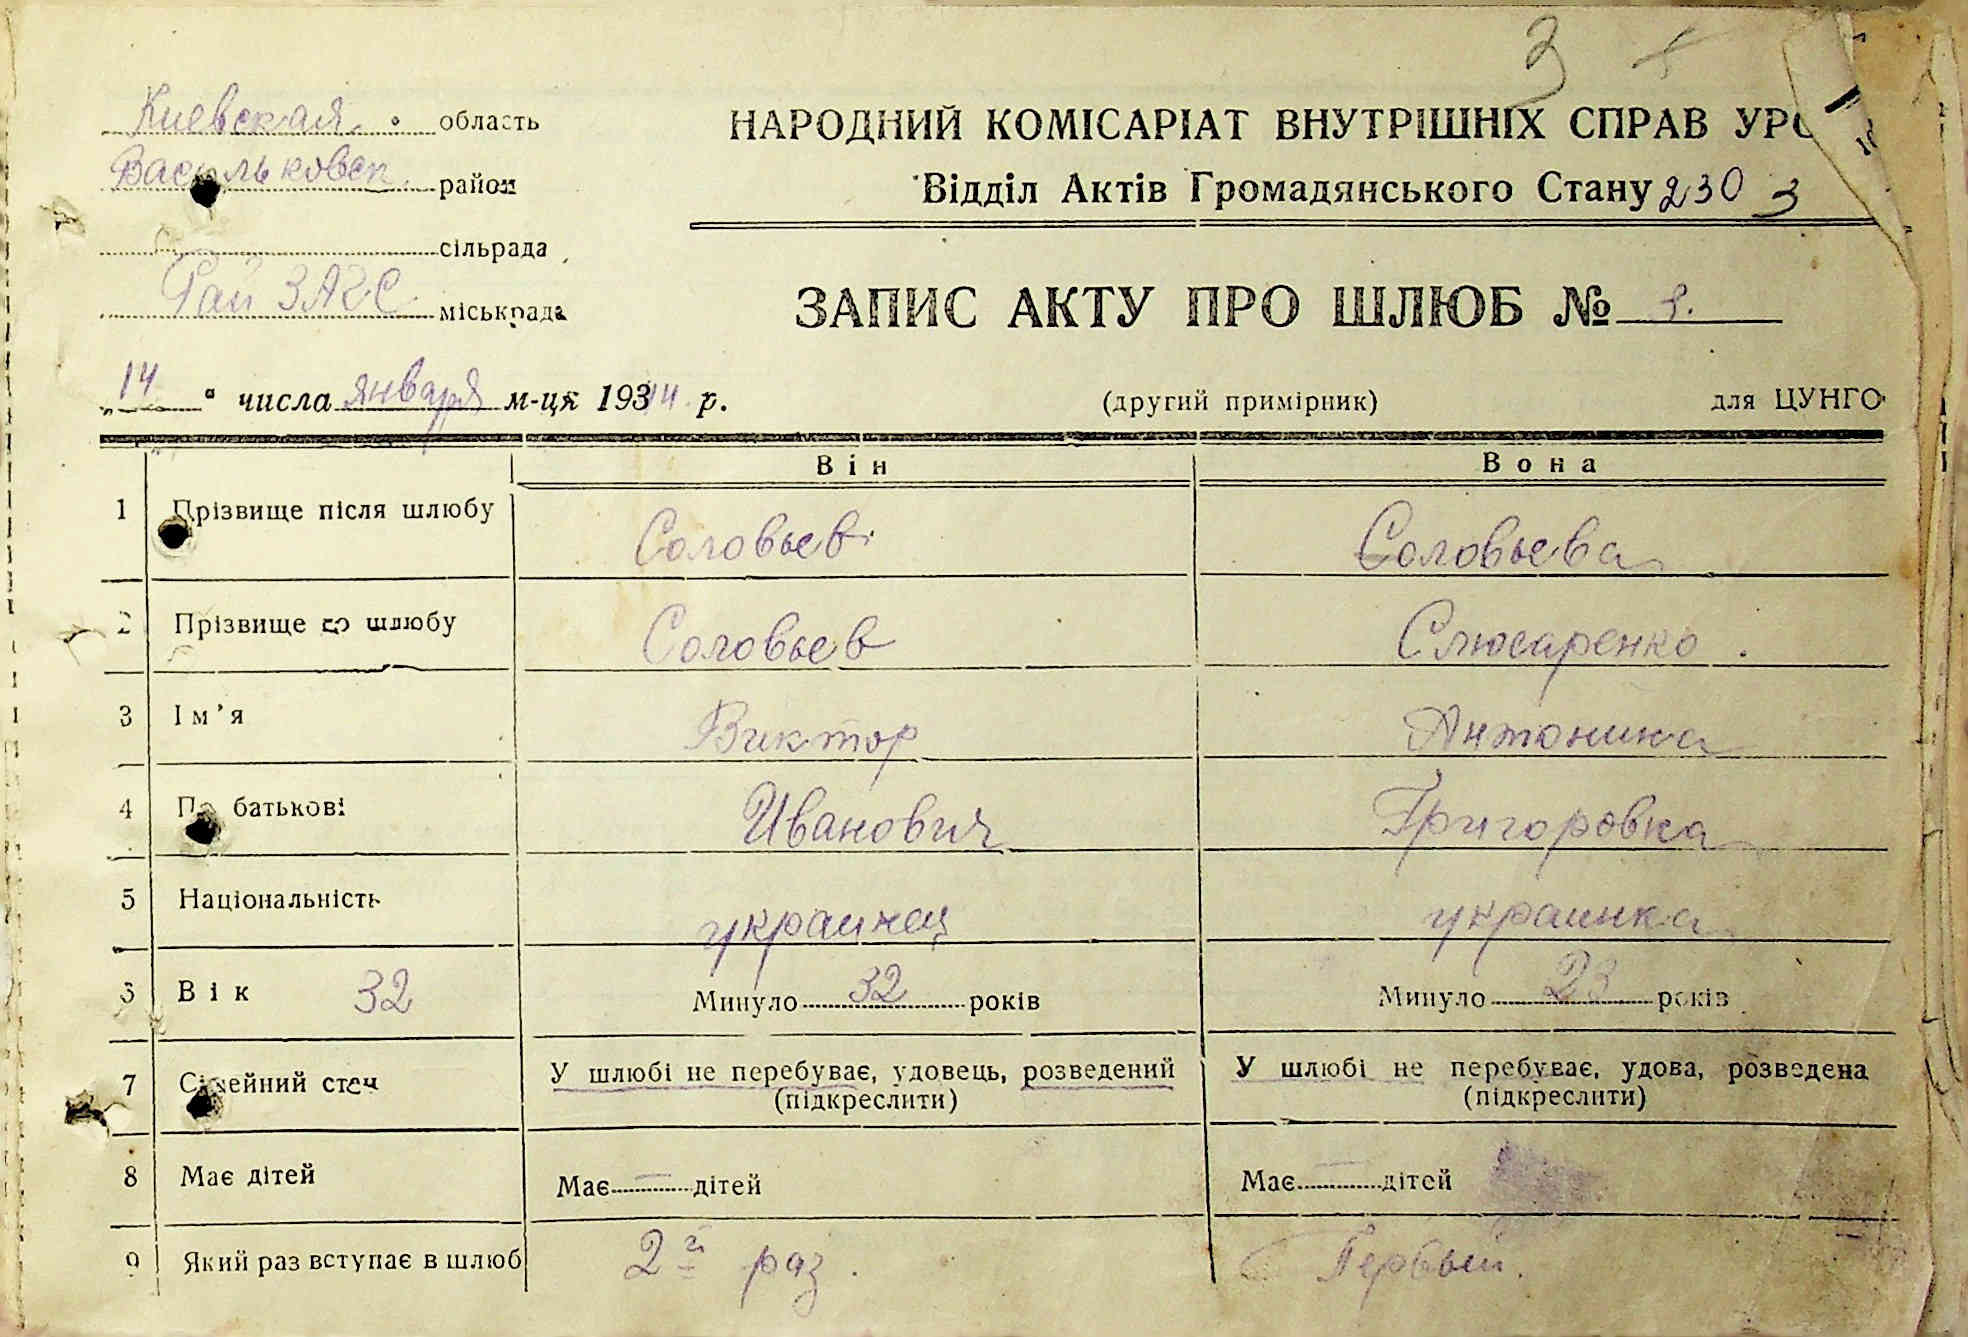 3
Киевская область
Васильковск. район
сільрада
Рай ЗАГС міськрада
НАРОДНИЙ КОМІСАРІАТ ВНУТРІШНІХ СПРАВ УРС
Відділ Актів Громадянського Стану 230 3
ЗАПИС АКТУ ПРО ШЛЮБ №
„14“ числа января м-ця 1944 р.
(другий примірник) для ЦУНГО
Він Вона
1 Прізвище після шлюбу Соловьев Соловьева
2 Прізвище до шлюбу Соловьев Слюсаренко.
3 Ім’я Виктор Антонина
4 По батькові Иванович Григоровна
5 Національність украинец украинка
6 Вік 32 Минуло 32 років Минуло 23 років
7 Сімейний стан У шлюбі не перебуває, удовець, розведений У шлюбі не перебуває, удова, розведена
(підкреслити) (підкреслити)
8 Має дітей Має — дітей Має — дітей
9 Який раз вступає в шлюб 2й раз. Первый.